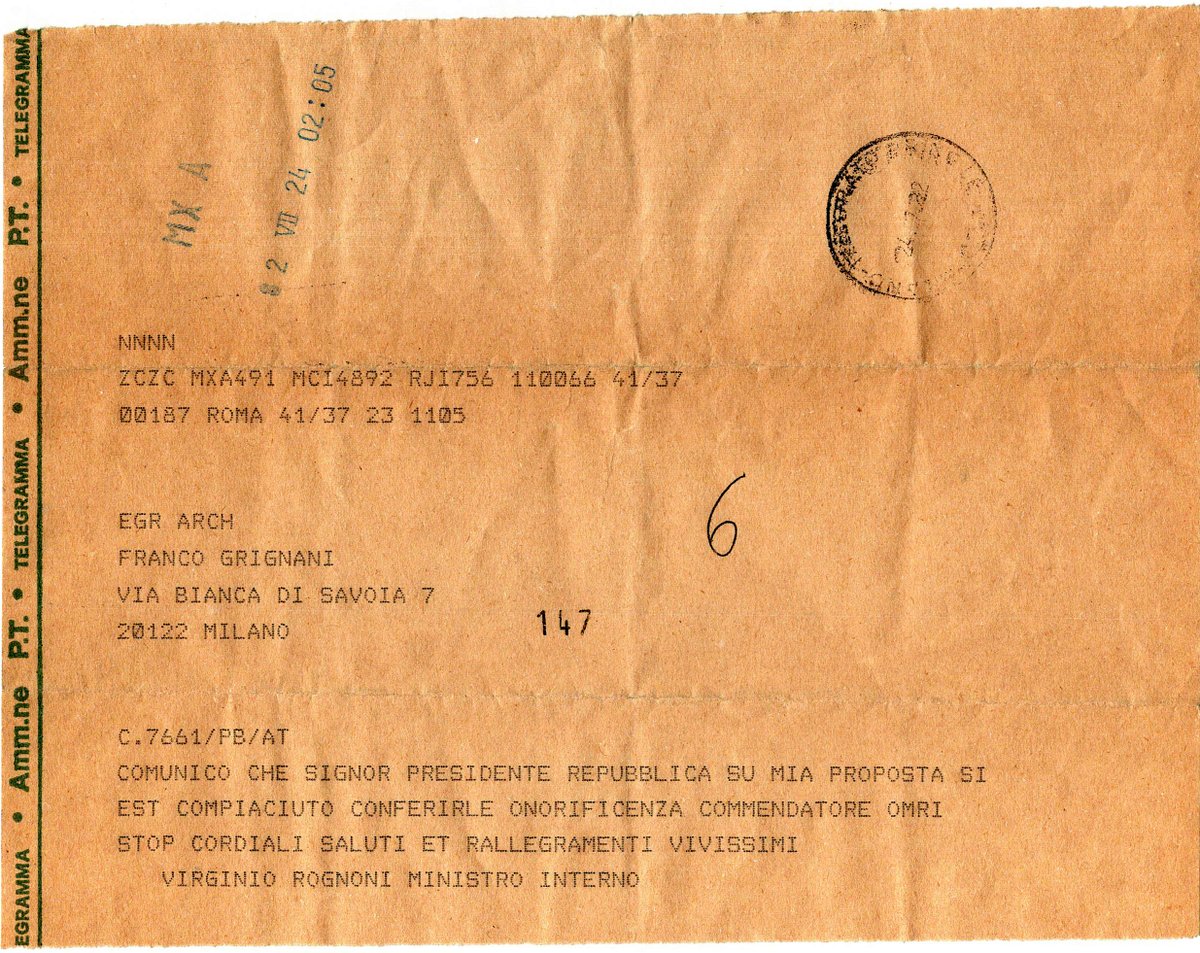 TELEGRAMMA • Amm.ne P.T. • TELEGRAMMA • Amm.ne P.T. • TELEGRAMMA
MX A
82 VII 24 02:05
NNNN
ZCZC MXA491 MCI4892 RJI756 110066 41/37
00187 ROMA 41/37 23 1105
6
EGR ARCH
FRANCO GRIGNANI
VIA BIANCA DI SAVOIA 7
20122 MILANO
147
C.7661/PB/AT
COMUNICO CHE SIGNOR PRESIDENTE REPUBBLICA SU MIA PROPOSTA SI
EST COMPIACIUTO CONFERIRLE ONORIFICENZA COMMENDATORE OMRI
STOP CORDIALI SALUTI ET RALLEGRAMENTI VIVISSIMI
VIRGINIO ROGNONI MINISTRO INTERNO